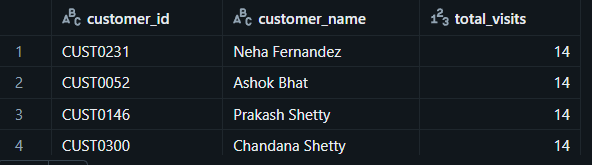 customer_id customer_name total_visits
1 CUST0231 Neha Fernandez 14
2 CUST0052 Ashok Bhat 14
3 CUST0146 Prakash Shetty 14
4 CUST0300 Chandana Shetty 14